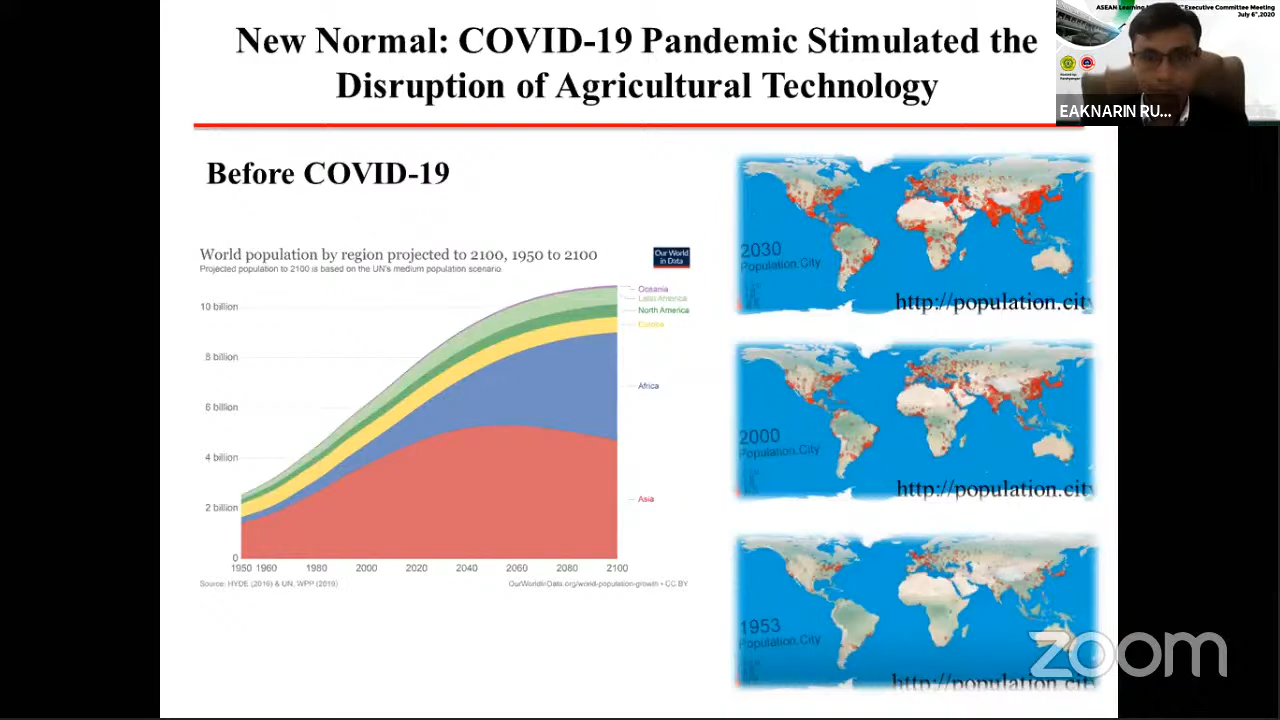 New Normal: COVID-19 Pandemic Stimulated the
Disruption of Agricultural Technology
ASEAN Learning Executive Committee Meeting
July 6th,2020
EAKNARIN RU...
Before COVID-19
World population by region projected to 2100, 1950 to 2100
Projected population to 2100 is based on the UN's medium population scenario
Our World
in Data
10 billion
8 billion
6 billion
4 billion
2 billion
0
1950 1960 1980 2000 2020 2040 2060 2080 2100
Oceania
Latin America
North America
Europe
Africa
Asia
Source: HYDE (2016) & UN, WPP (2019)
OurWorldInData.org/world-population-growth • CC BY
2030
Population.City
http://population.cit
2000
Population.City
http://population.cit
1953
Population.City
http://population.cit
zoom